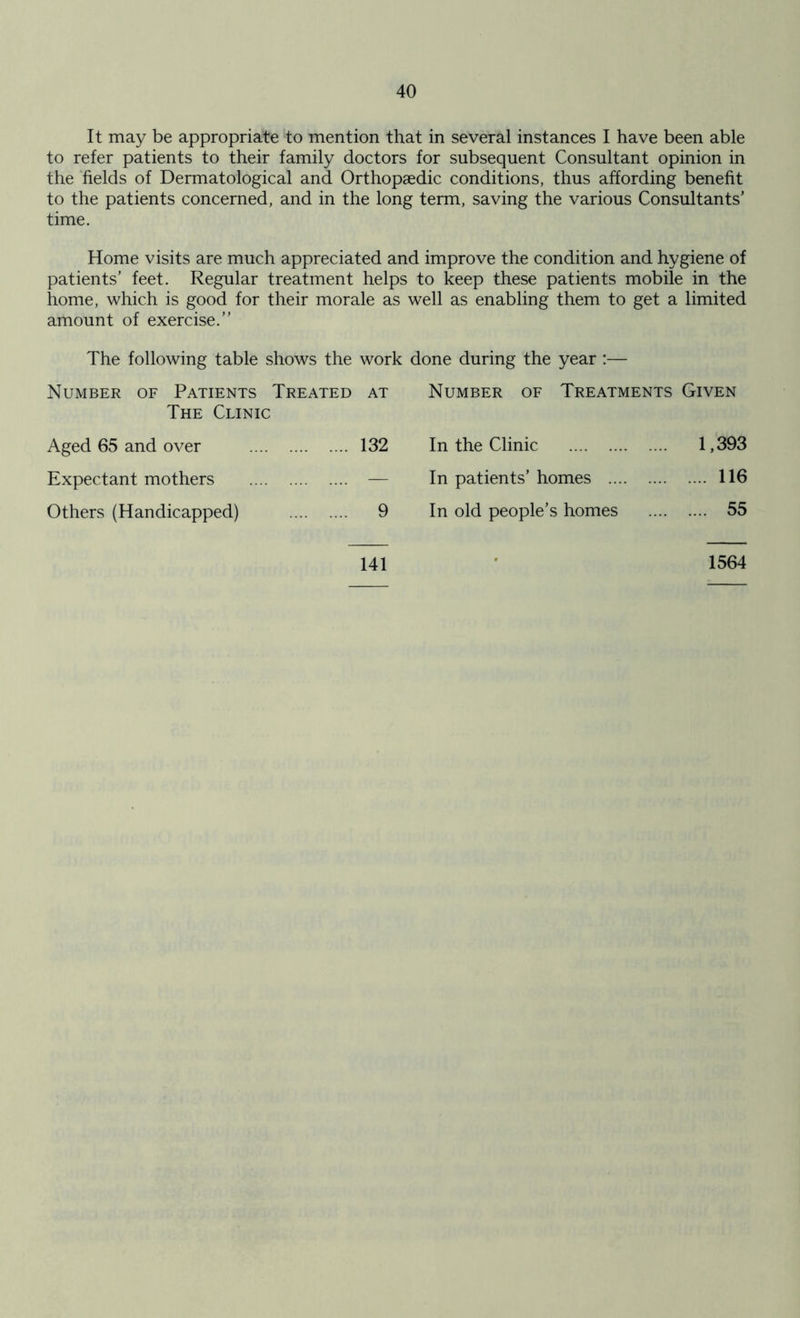 40
It may be appropriate to mention that in several instances I have been able
to refer patients to their family doctors for subsequent Consultant opinion in
the fields of Dermatological and Orthopædic conditions, thus affording benefit
to the patients concerned, and in the long term, saving the various Consultants'
time.
Home visits are much appreciated and improve the condition and hygiene of
patients' feet. Regular treatment helps to keep these patients mobile in the
home, which is good for their morale as well as enabling them to get a limited
amount of exercise.”
The following table shows the work done during the year :—
Number of Patients Treated at Number of Treatments Given
The Clinic
Aged 65 and over .... .... .... 132 In the Clinic .... .... .... 1,393
Expectant mothers .... .... .... — In patients' homes .... .... .... 116
Others (Handicapped) .... .... 9 In old people's homes .... .... 55
141 1564